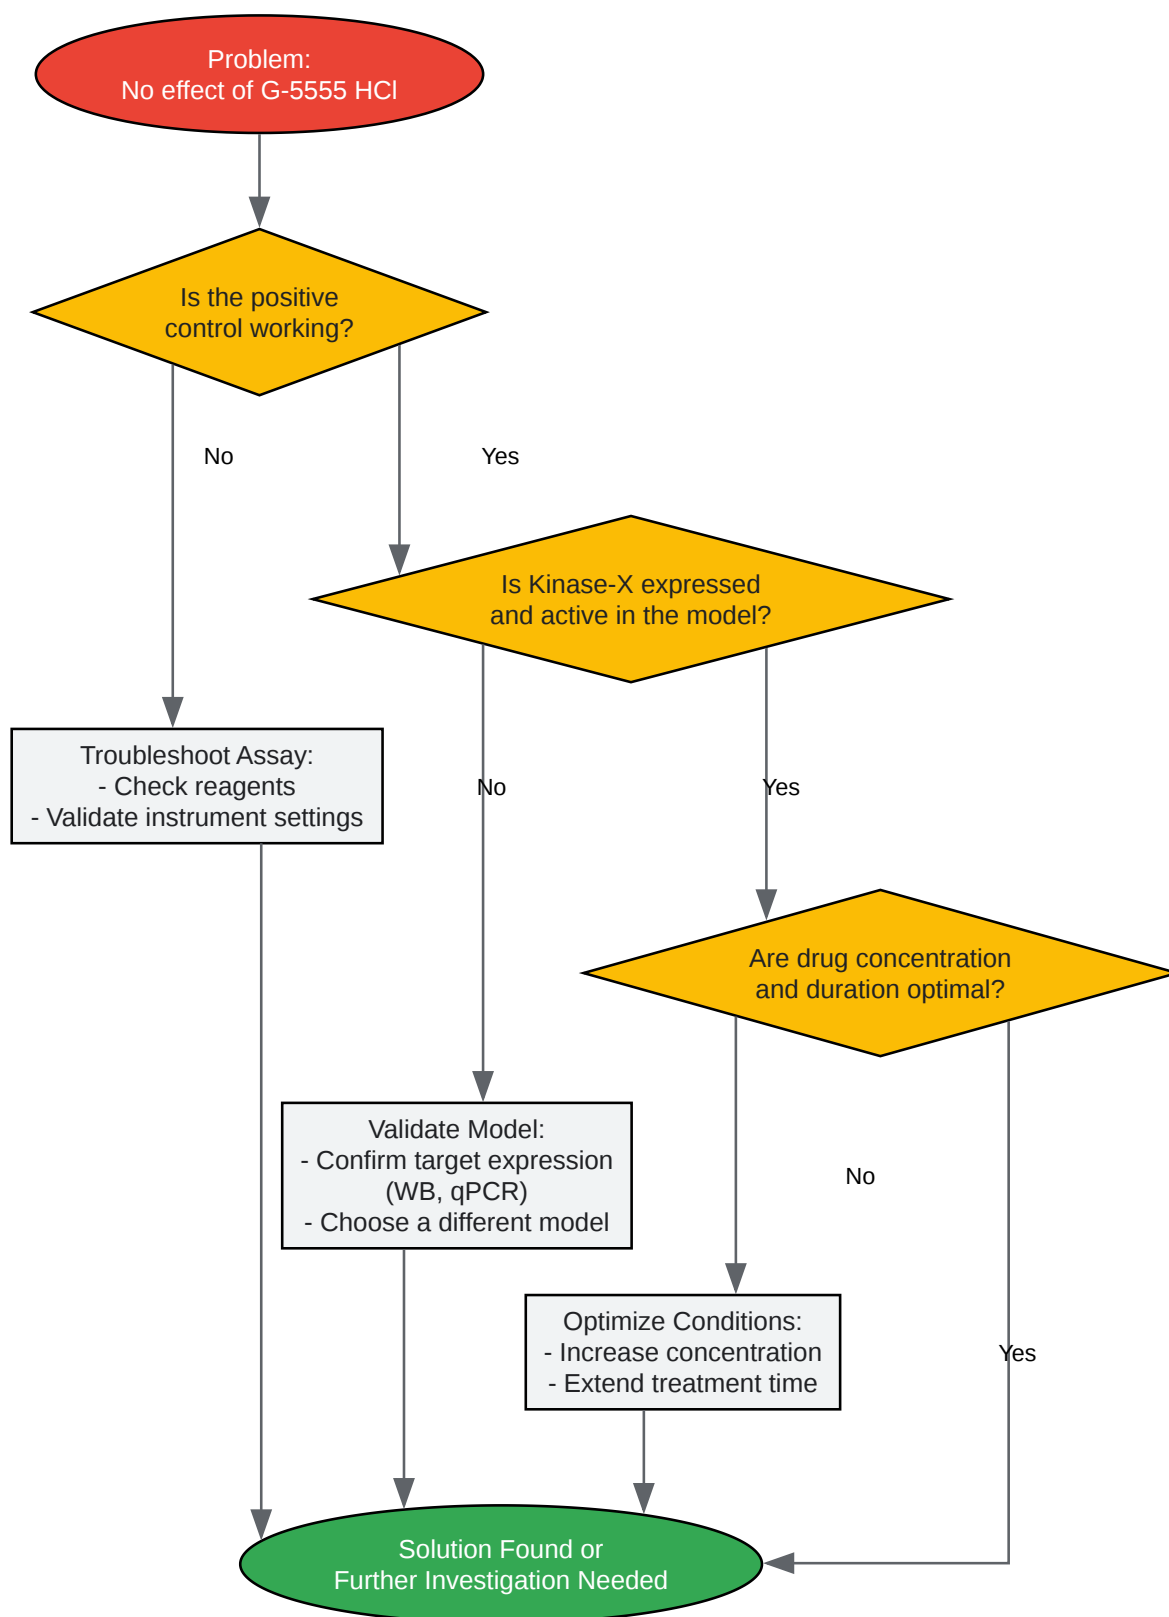 Problem:
No effect of G-5555 HCl
Is the positive
control working?
No
Yes
Is Kinase-X expressed
and active in the model?
Troubleshoot Assay:
- Check reagents
- Validate instrument settings
No
Yes
Are drug concentration
and duration optimal?
Validate Model:
- Confirm target expression
(WB, qPCR)
- Choose a different model
No
Optimize Conditions:
- Increase concentration
- Extend treatment time
Yes
Solution Found or
Further Investigation Needed